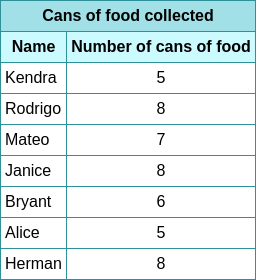 Cans of food collected
Name Number of cans of food
Kendra 5
Rodrigo 8
Mateo 7
Janice 8
Bryant 6
Alice 5
Herman 8